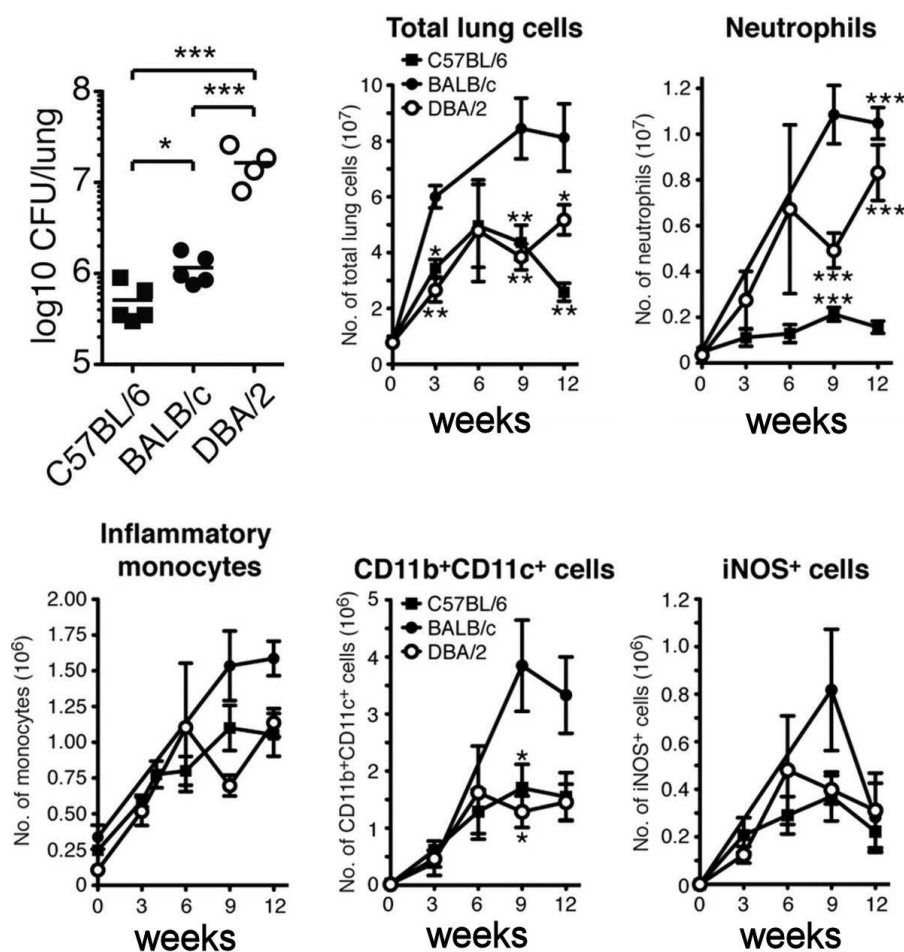 ***
***
*
log10 CFU/lung
8
7
6
5
C57BL/6
BALB/c
DBA/2
Total lung cells
C57BL/6
BALB/c
DBA/2
No. of total lung cells (10⁷)
10
8
6
4
2
0
*
**
**
**
*
**
0 3 6 9 12
weeks
Neutrophils
No. of neutrophils (10⁷)
1.2
1.0
0.8
0.6
0.4
0.2
0
***
***
***
***
0 3 6 9 12
weeks
Inflammatory
monocytes
No. of monocytes (10⁶)
2.00
1.75
1.50
1.25
1.00
0.75
0.50
0.25
0
0 3 6 9 12
weeks
CD11b⁺CD11c⁺ cells
C57BL/6
BALB/c
DBA/2
No. of CD11b⁺CD11c⁺ cells (10⁶)
5
4
3
2
1
0
*
*
0 3 6 9 12
weeks
iNOS⁺ cells
No. of iNOS⁺ cells (10⁶)
1.2
1.0
0.8
0.6
0.4
0.2
0
0 3 6 9 12
weeks